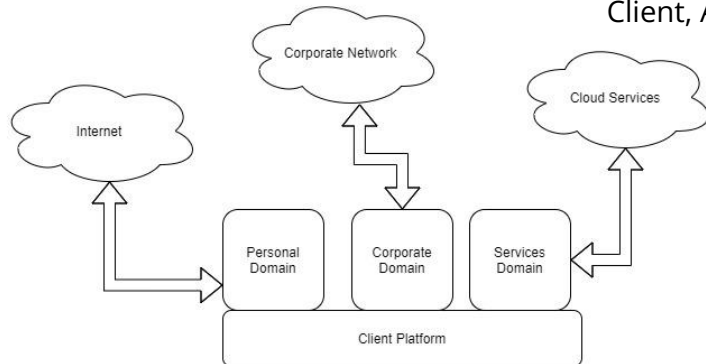 Client, A
Corporate Network
Internet
Cloud Services
Personal
Domain
Corporate
Domain
Services
Domain
Client Platform